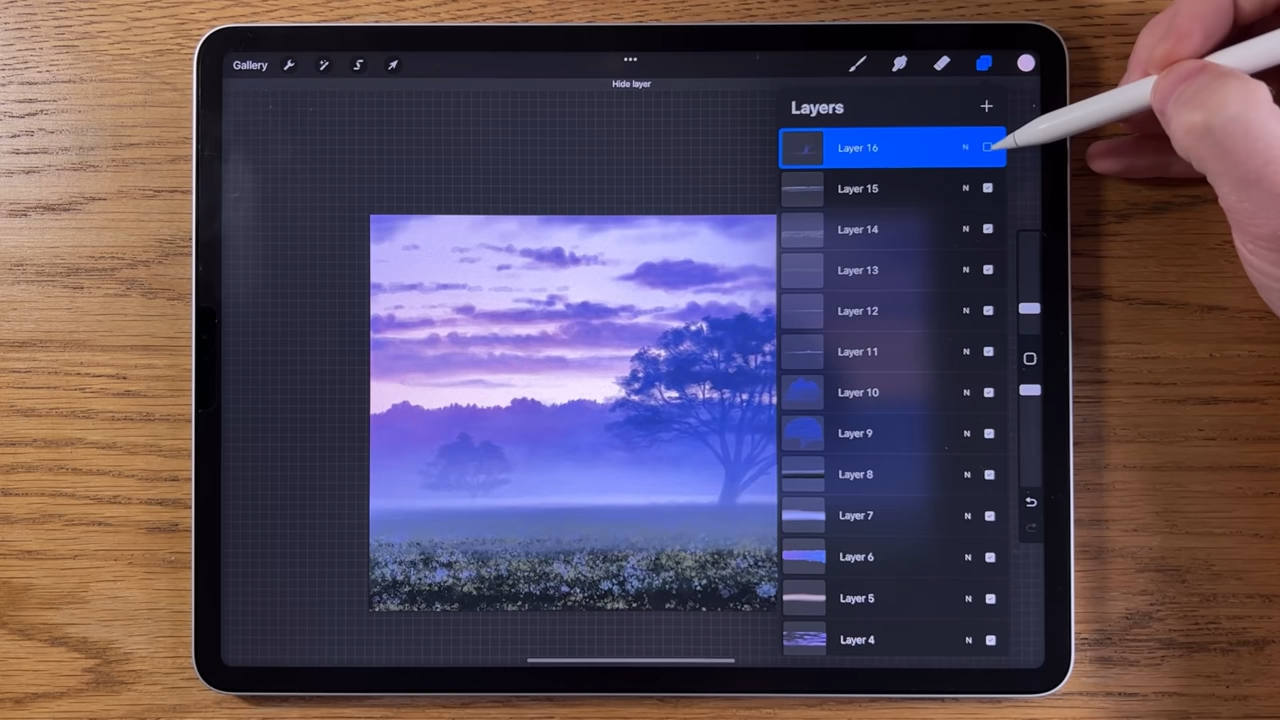 Gallery
Hide layer
Layers
Layer 16 N
Layer 15 N
Layer 14 N
Layer 13 N
Layer 12 N
Layer 11 N
Layer 10 N
Layer 9 N
Layer 8 N
Layer 7 N
Layer 6 N
Layer 5 N
Layer 4 N